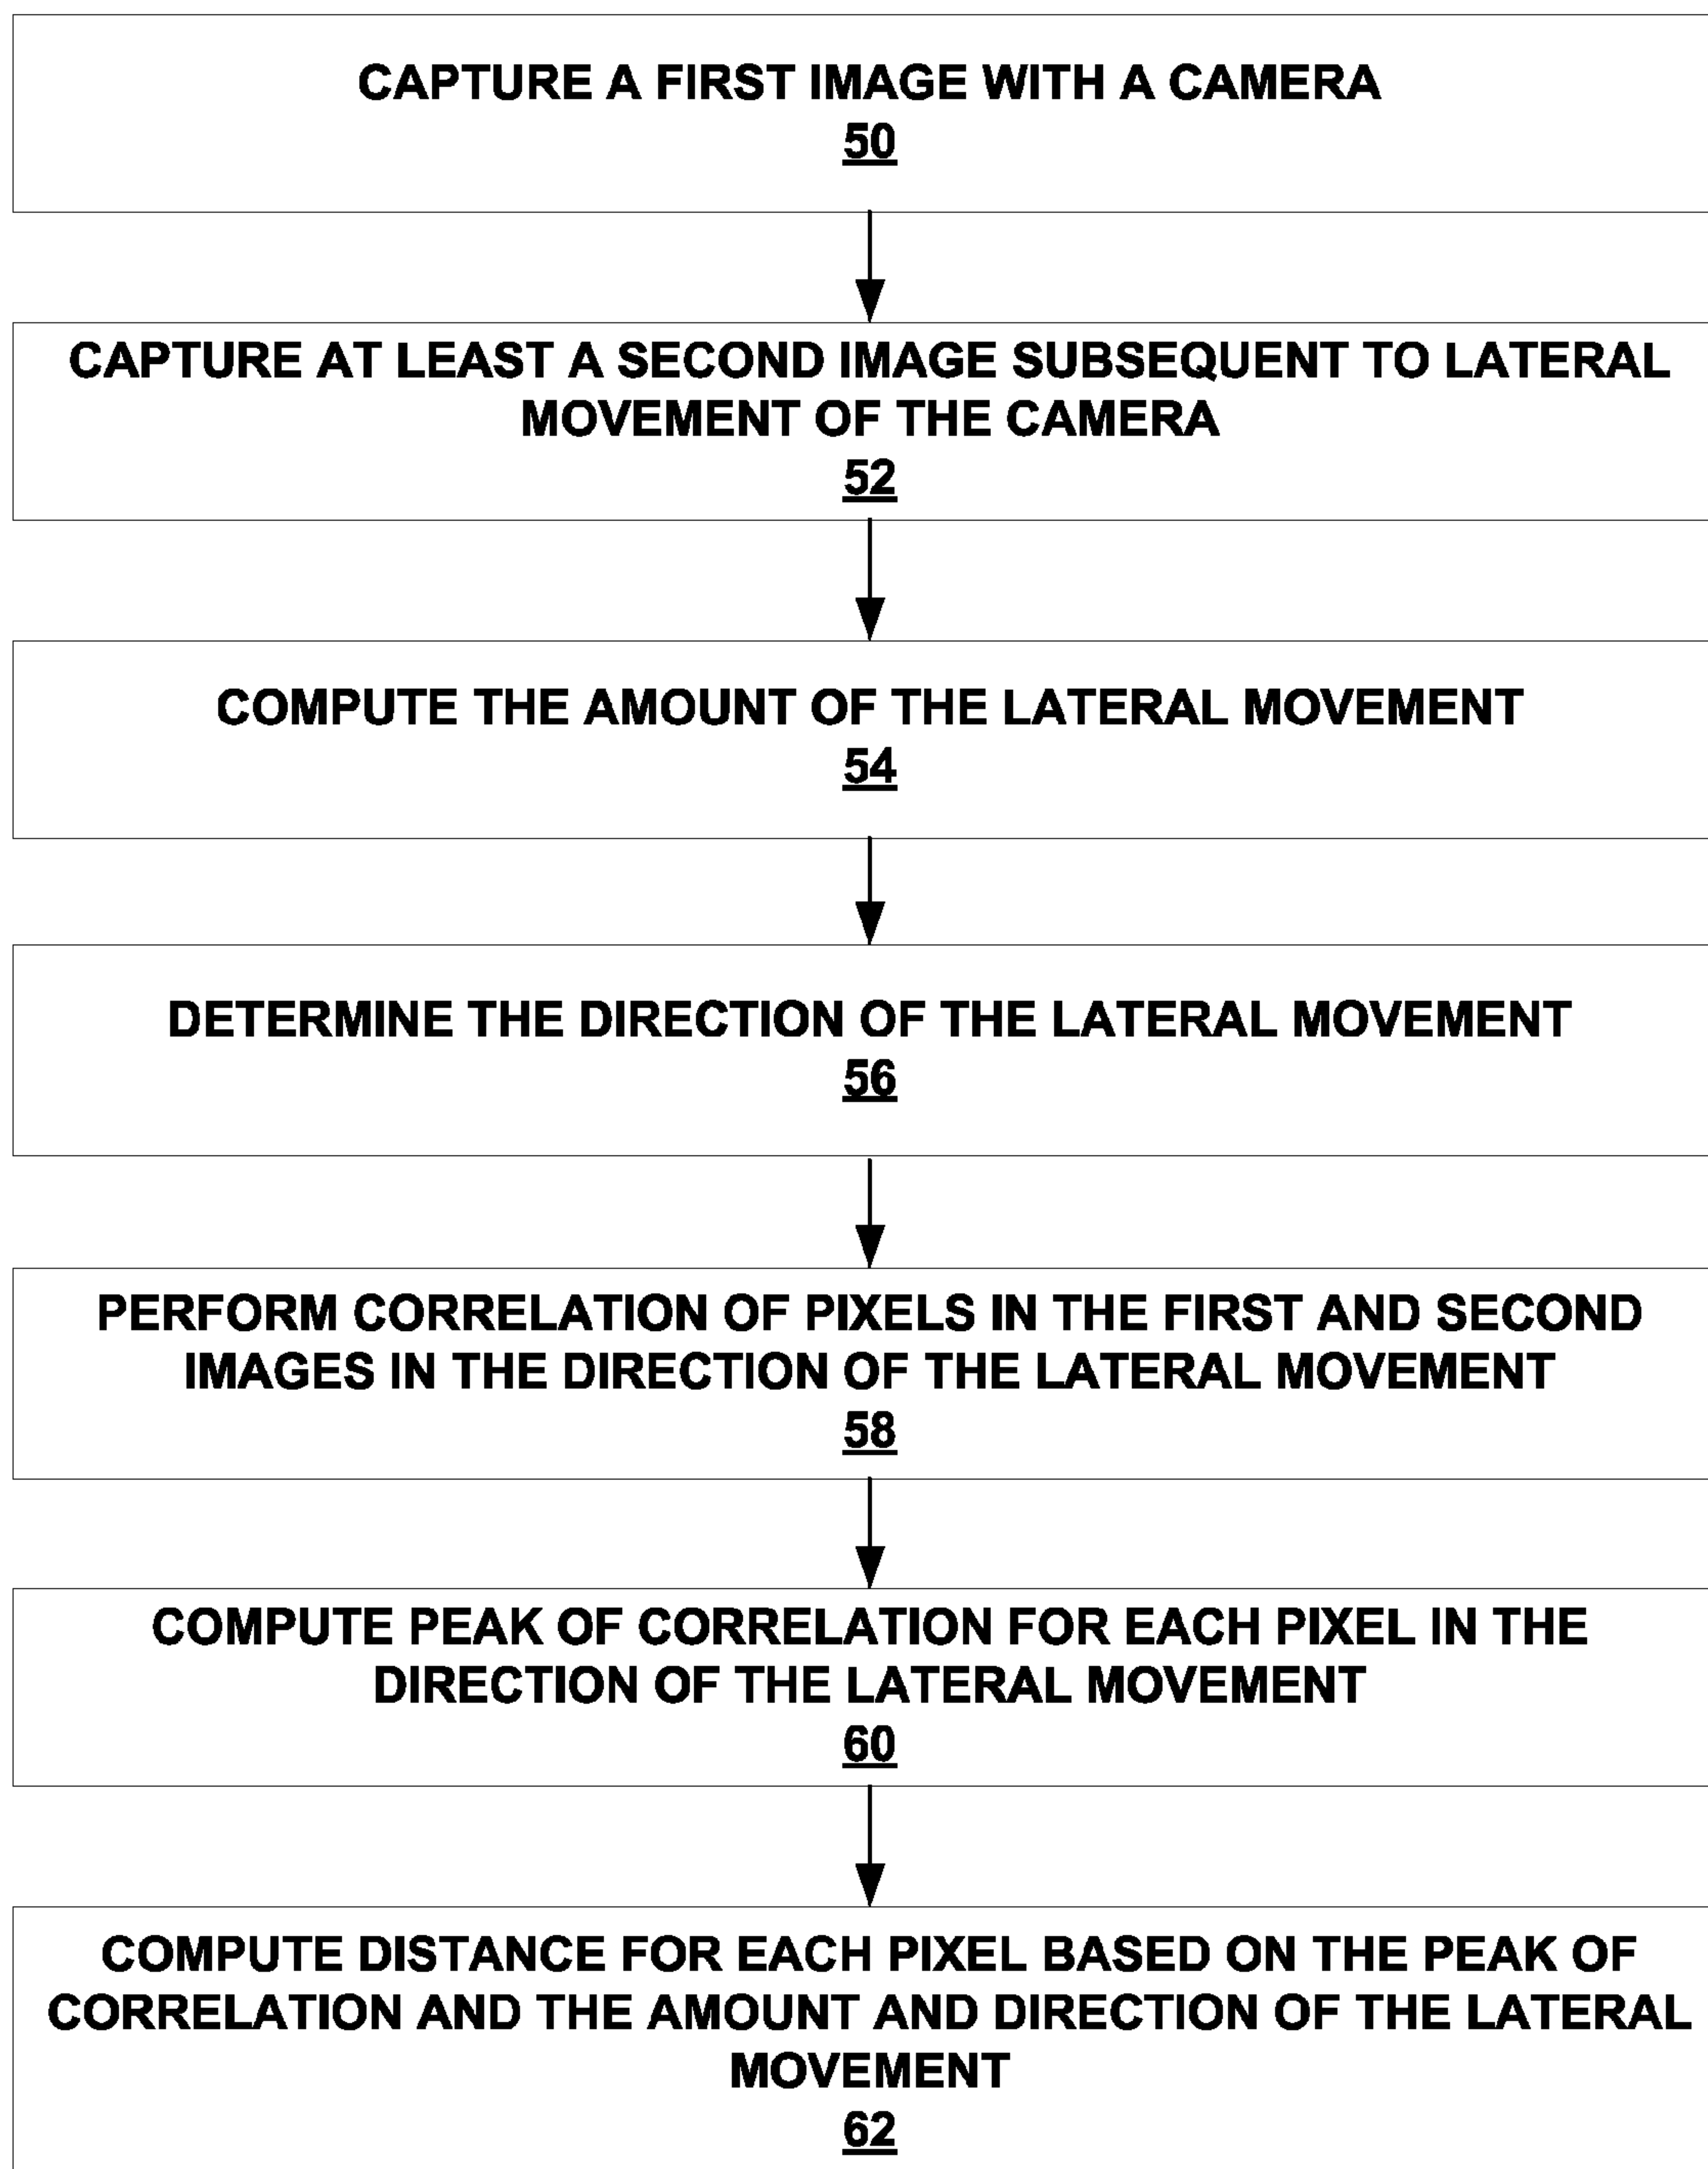 CAPTURE A FIRST IMAGE WITH A CAMERA
50
CAPTURE AT LEAST A SECOND IMAGE SUBSEQUENT TO LATERAL
MOVEMENT OF THE CAMERA
52
COMPUTE THE AMOUNT OF THE LATERAL MOVEMENT
54
DETERMINE THE DIRECTION OF THE LATERAL MOVEMENT
56
PERFORM CORRELATION OF PIXELS IN THE FIRST AND SECOND
IMAGES IN THE DIRECTION OF THE LATERAL MOVEMENT
58
COMPUTE PEAK OF CORRELATION FOR EACH PIXEL IN THE
DIRECTION OF THE LATERAL MOVEMENT
60
COMPUTE DISTANCE FOR EACH PIXEL BASED ON THE PEAK OF
CORRELATION AND THE AMOUNT AND DIRECTION OF THE LATERAL
MOVEMENT
62